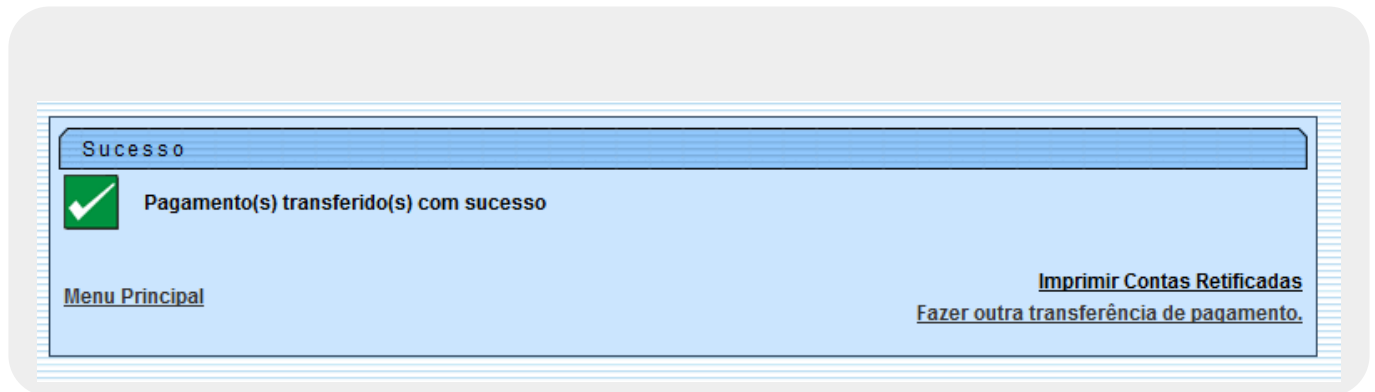 Sucesso
Pagamento(s) transferido(s) com sucesso
Imprimir Contas Retificadas
Menu Principal
Fazer outra transferência de pagamento.